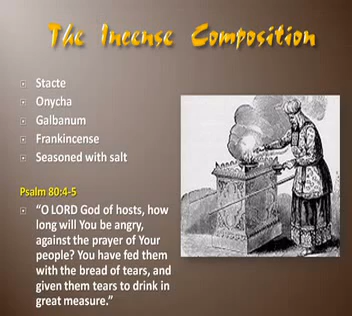 The Incense Composition
Stacte
Onycha
Galbanum
Frankincense
Seasoned with salt
Psalm 80:4-5
“O LORD God of hosts, how
long will You be angry,
against the prayer of Your
people? You have fed them
with the bread of tears, and
given them tears to drink in
great measure.”